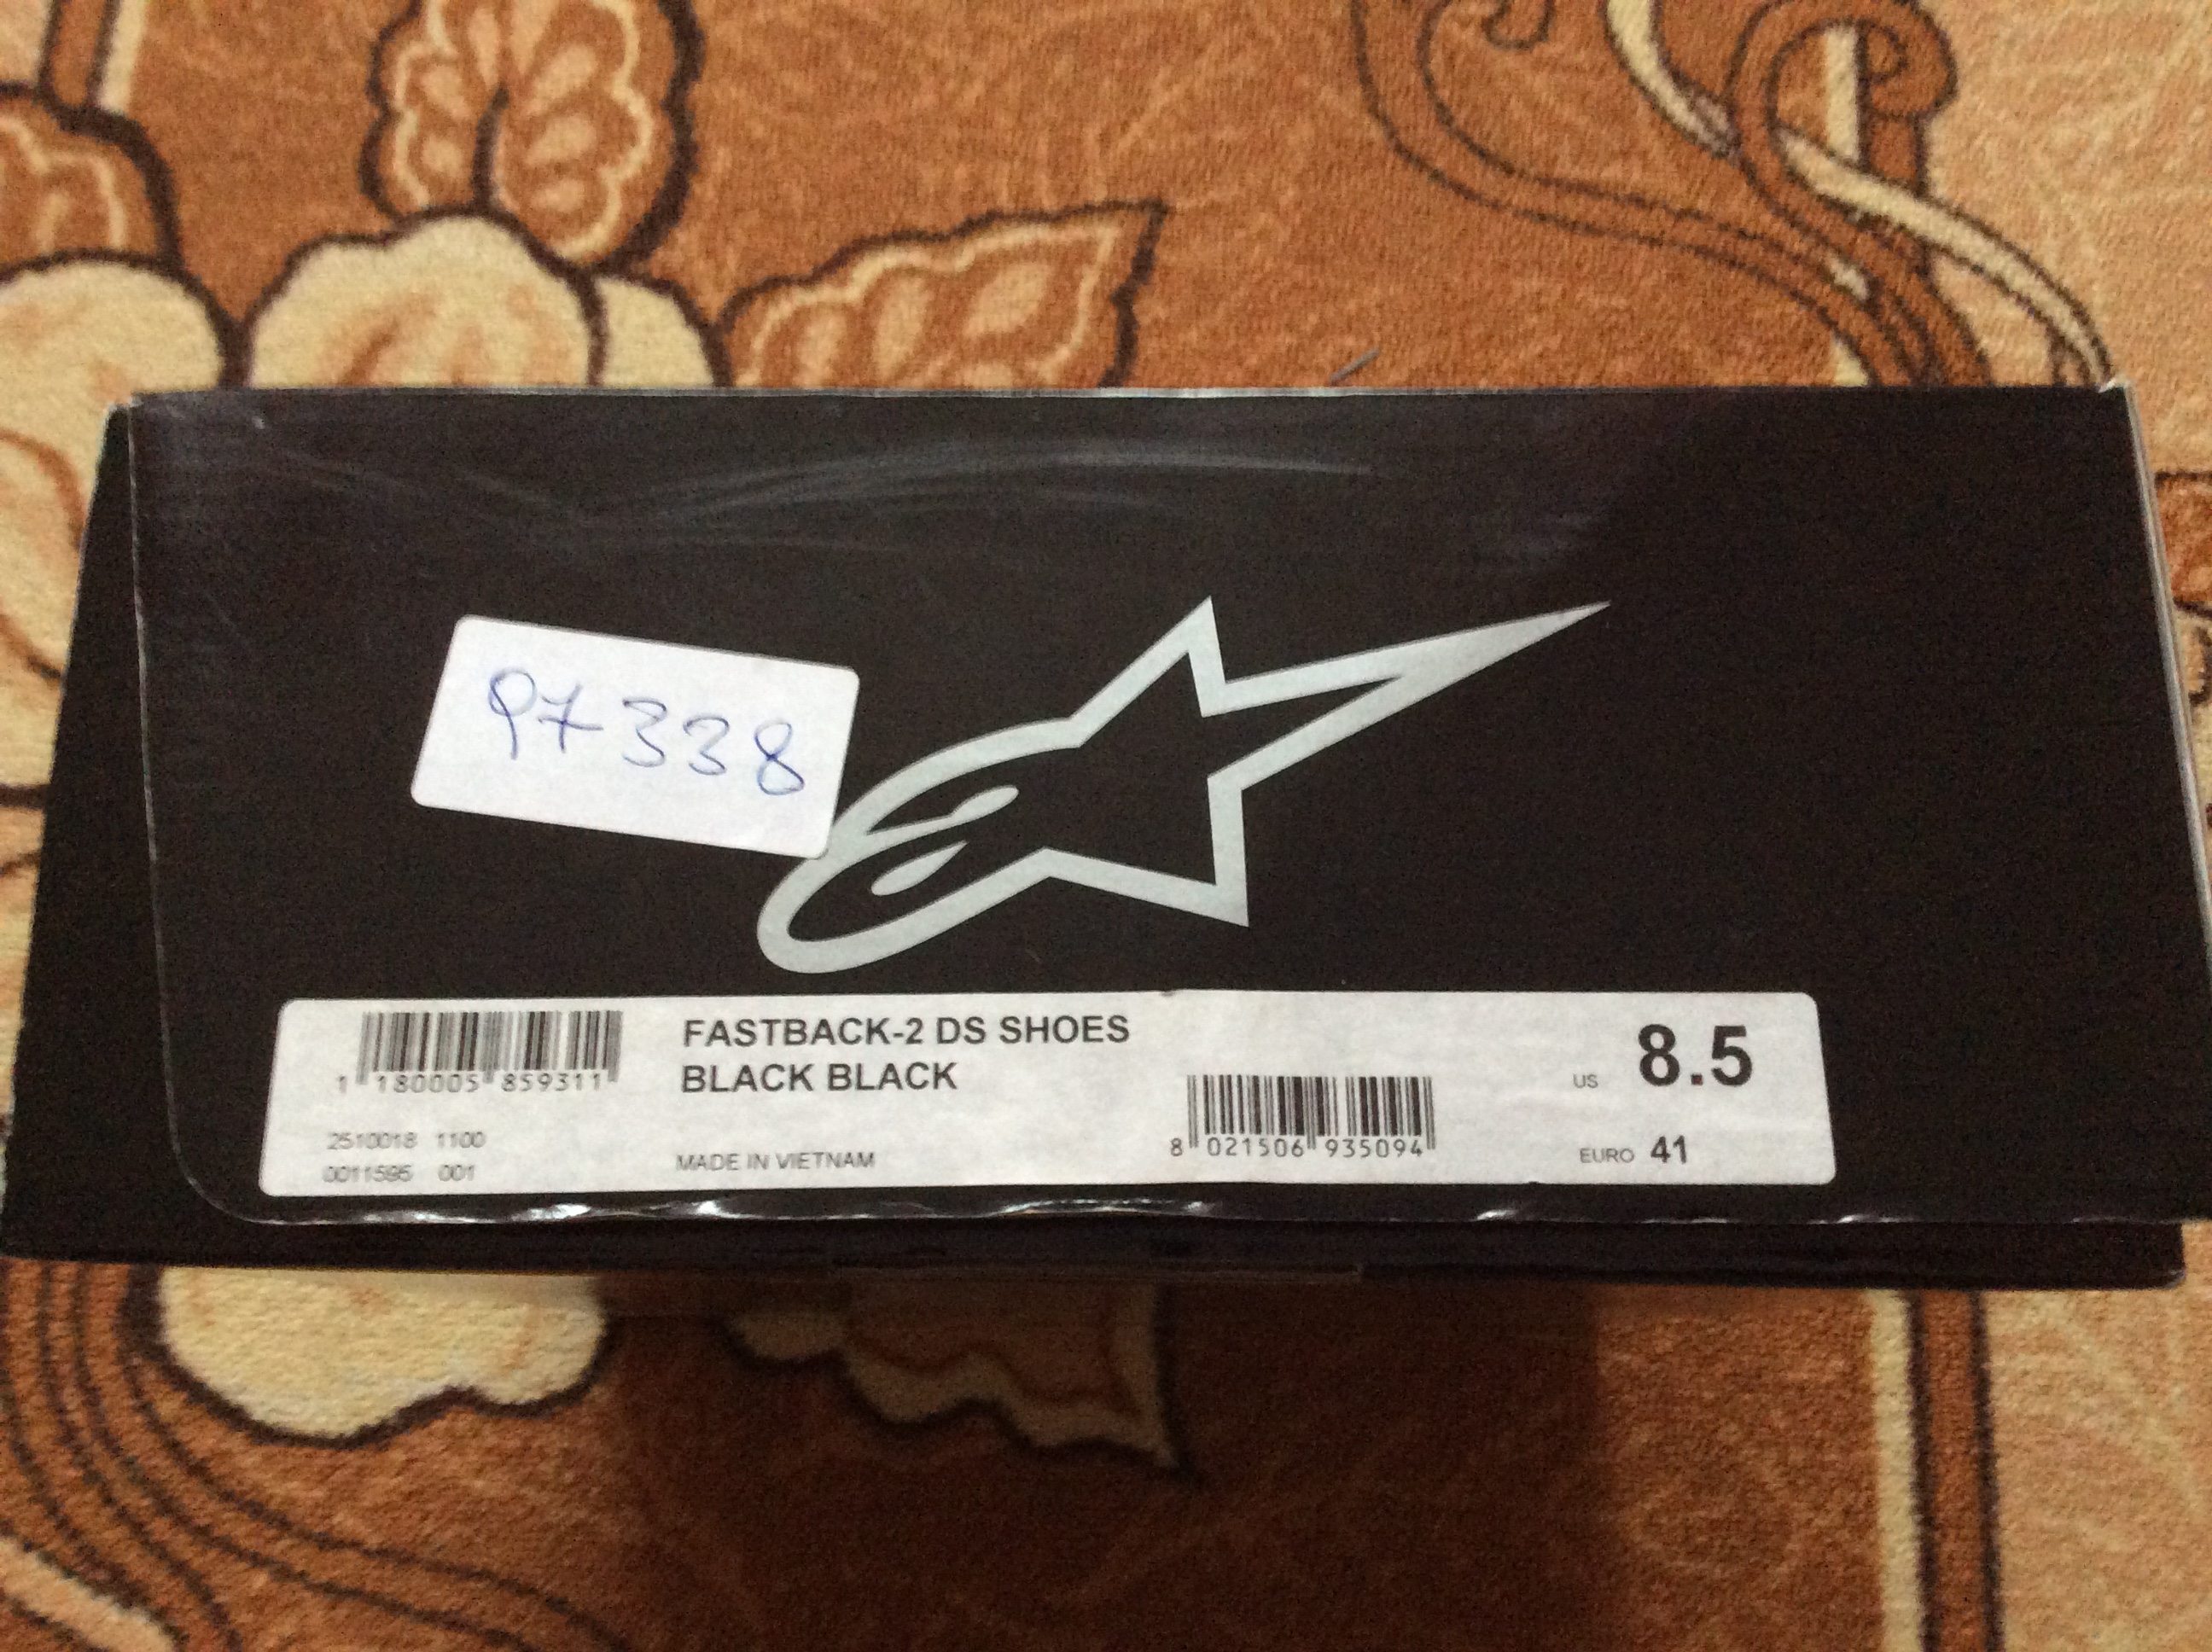 97338
FASTBACK-2 DS SHOES
BLACK BLACK
1 180005 859311
2510018 1100
0011595 001
MADE IN VIETNAM
8 021506 935094
US 8.5
EURO 41